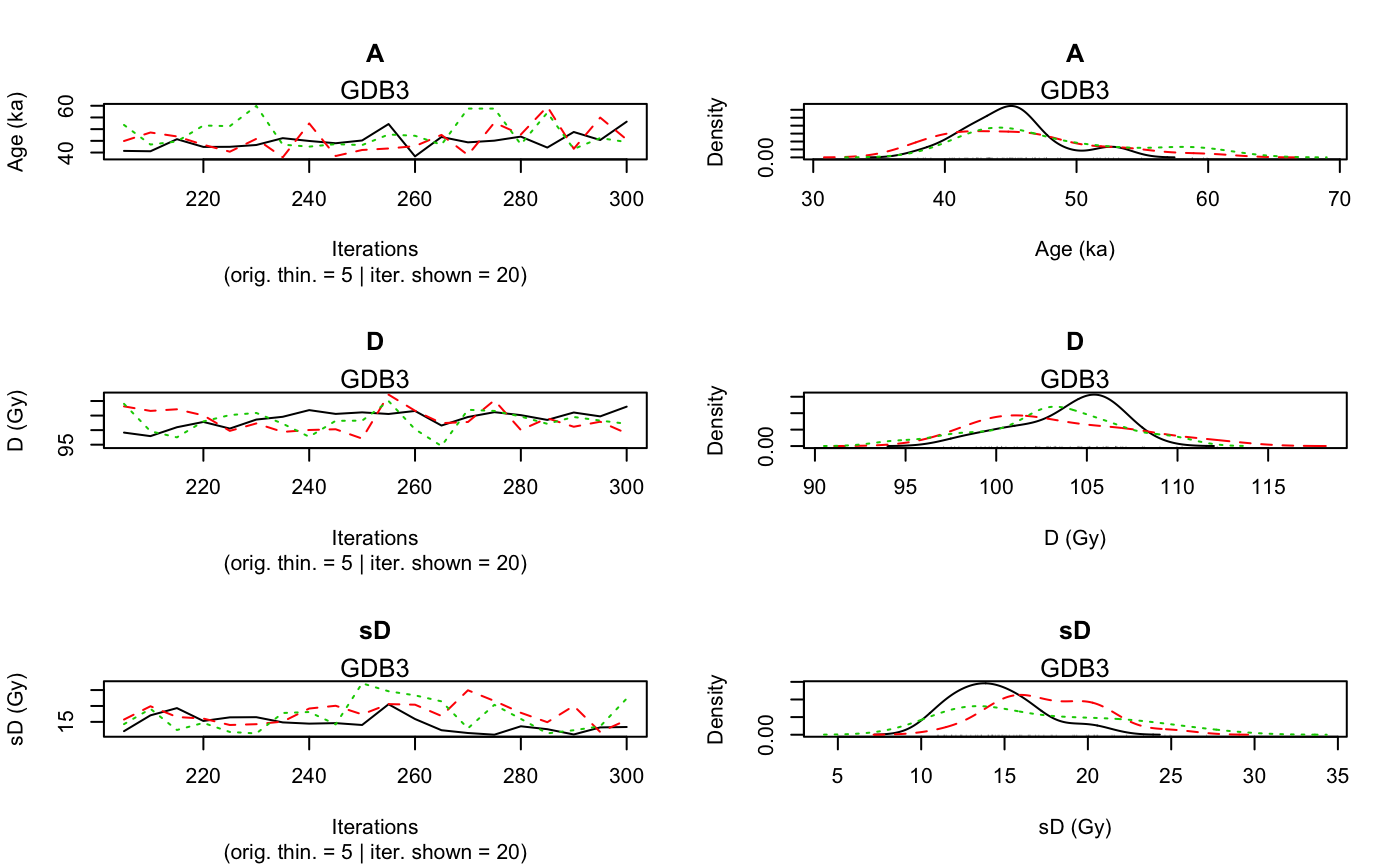 A
GDB3
Age (ka)
40 60
220 240 260 280 300
Iterations
(orig. thin. = 5 | iter. shown = 20)
A
GDB3
Density
0.00
30 40 50 60 70
Age (ka)
D
GDB3
D (Gy)
95
220 240 260 280 300
Iterations
(orig. thin. = 5 | iter. shown = 20)
D
GDB3
Density
0.00
90 95 100 105 110 115
D (Gy)
sD
GDB3
sD (Gy)
15
220 240 260 280 300
Iterations
(orig. thin. = 5 | iter. shown = 20)
sD
GDB3
Density
0.00
5 10 15 20 25 30 35
sD (Gy)